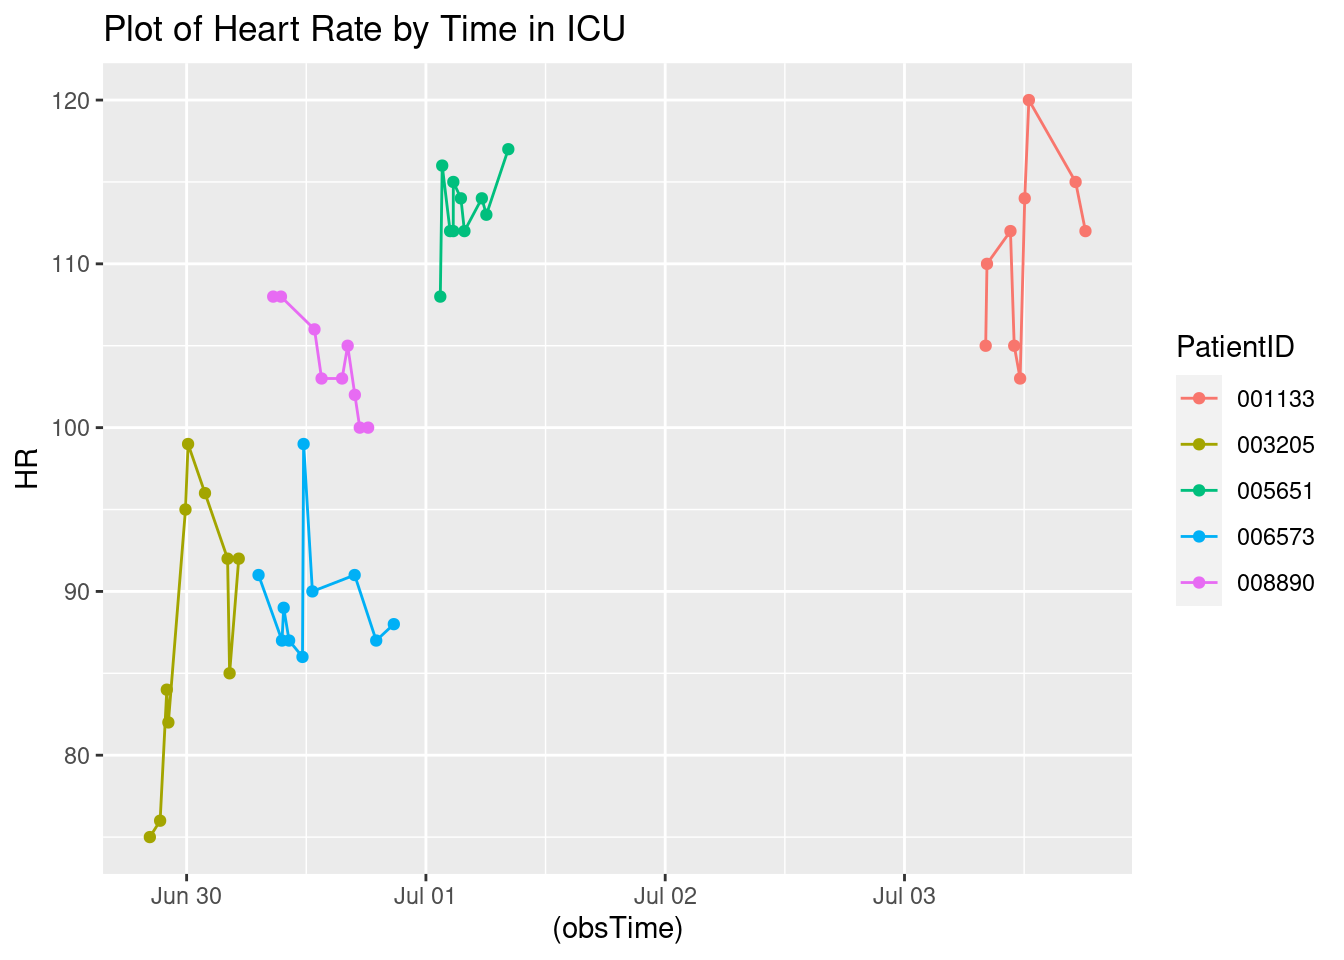 Plot of Heart Rate by Time in ICU
120
110
100
90
80
HR
Jun 30
Jul 01
Jul 02
Jul 03
(obsTime)
PatientID
001133
003205
005651
006573
008890